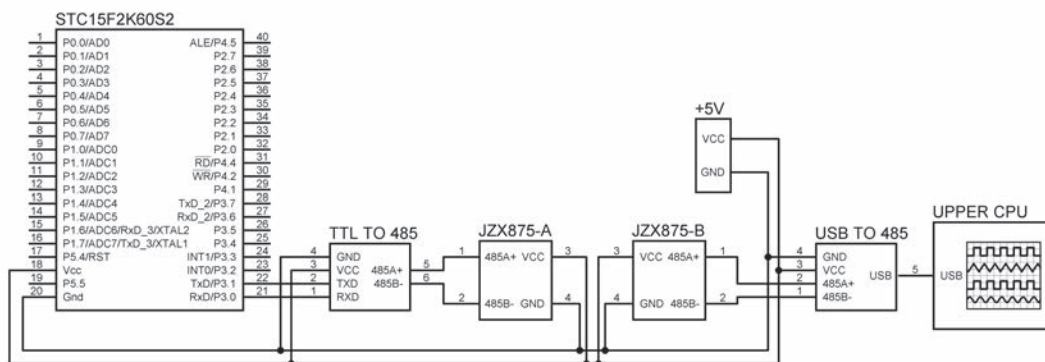 STC15F2K60S2
1 P0.0/AD0 ALE/P4.5 40
2 P0.1/AD1 P2.7 39
3 P0.2/AD2 P2.6 38
4 P0.3/AD3 P2.5 37
5 P0.4/AD4 P2.4 36
6 P0.5/AD5 P2.3 35
7 P0.6/AD6 P2.2 34
8 P0.7/AD7 P2.1 33
9 P1.0/ADC0 P2.0 32
10 P1.1/ADC1 RD/P4.4 31
11 P1.2/ADC2 WR/P4.2 30
12 P1.3/ADC3 P4.1 29
13 P1.4/ADC4 TxD_2/P3.7 28
14 P1.5/ADC5 RxD_2/P3.6 27
15 P1.6/ADC6/RxD_3/XTAL2 P3.5 26
16 P1.7/ADC7/TxD_3/XTAL1 P3.4 25
17 P5.4/RST INT1/P3.3 24
18 Vcc INT0/P3.2 23
19 P5.5 TxD/P3.1 22
20 Gnd RxD/P3.0 21
TTL TO 485
4 GND
3 VCC 485A+ 5
2 TXD 485B- 6
1 RXD
JZX875-A
1 485A+ VCC 3
2 485B- GND 4
+5V
VCC
GND
JZX875-B
3 VCC 485A+ 1
4 GND 485B- 2
USB TO 485
4 GND
3 VCC
2 485A+ USB 5
1 485B-
UPPER CPU
USB